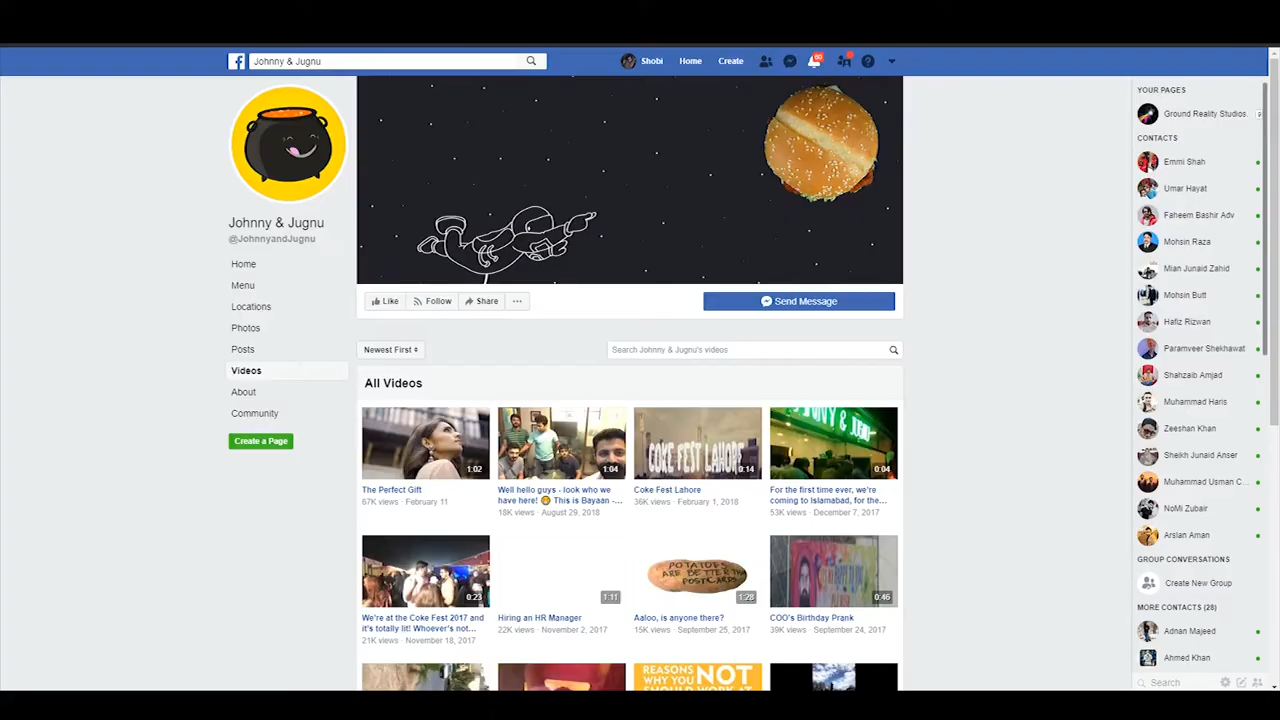 Johnny & Jugnu
Shobi
Home
Create
60
Johnny & Jugnu
@JohnnyandJugnu
Home
Menu
Locations
Photos
Posts
Videos
About
Community
Create a Page
Like
Follow
Share
Send Message
Newest First
Search Johnny & Jugnu's videos
All Videos
1:02
The Perfect Gift
67K views · February 11
1:04
Well hello guys - look who we
have here! This is Bayaan -...
18K views · August 29, 2018
COKE FEST LAHORE
0:14
Coke Fest Lahore
36K views · February 1, 2018
NNY & JUGNU
0:04
For the first time ever, we're
coming to Islamabad, for the...
53K views · December 7, 2017
0:23
We're at the Coke Fest 2017 and
it's totally lit! Whoever's not...
21K views · November 18, 2017
1:11
Hiring an HR Manager
22K views · November 2, 2017
POTATOES
ARE BETTER THA
POSTCARDS
1:28
Aaloo, is anyone there?
15K views · September 25, 2017
0:46
COO's Birthday Prank
39K views · September 24, 2017
REASONS
WHY YOU NOT
SHOULD WORK AT
YOUR PAGES
Ground Reality Studios.
CONTACTS
Emmi Shah
Umar Hayat
Faheem Bashir Adv
Mohsin Raza
Mian Junaid Zahid
Mohsin Butt
Hafiz Rizwan
Paramveer Shekhawat
Shahzaib Amjad
Muhammad Haris
Zeeshan Khan
Sheikh Junaid Anser
Muhammad Usman C...
NoMi Zubair
Arslan Aman
GROUP CONVERSATIONS
Create New Group
MORE CONTACTS (28)
Adnan Majeed
Ahmed Khan
Search